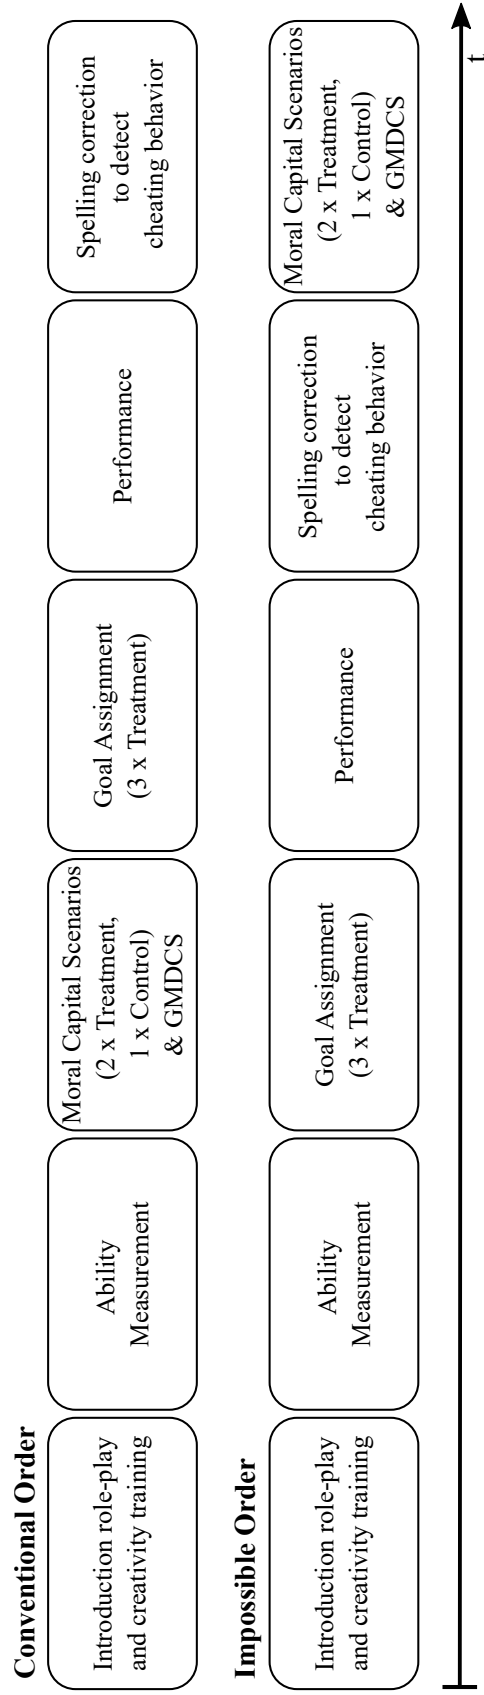 Conventional Order
Introduction role-play
and creativity training
Ability
Measurement
Moral Capital Scenarios
(2 x Treatment,
1 x Control)
& GMDCS
Goal Assignment
(3 x Treatment)
Performance
Spelling correction
to detect
cheating behavior
Impossible Order
Introduction role-play
and creativity training
Ability
Measurement
Goal Assignment
(3 x Treatment)
Performance
Spelling correction
to detect
cheating behavior
Moral Capital Scenarios
(2 x Treatment,
1 x Control)
& GMDCS
t